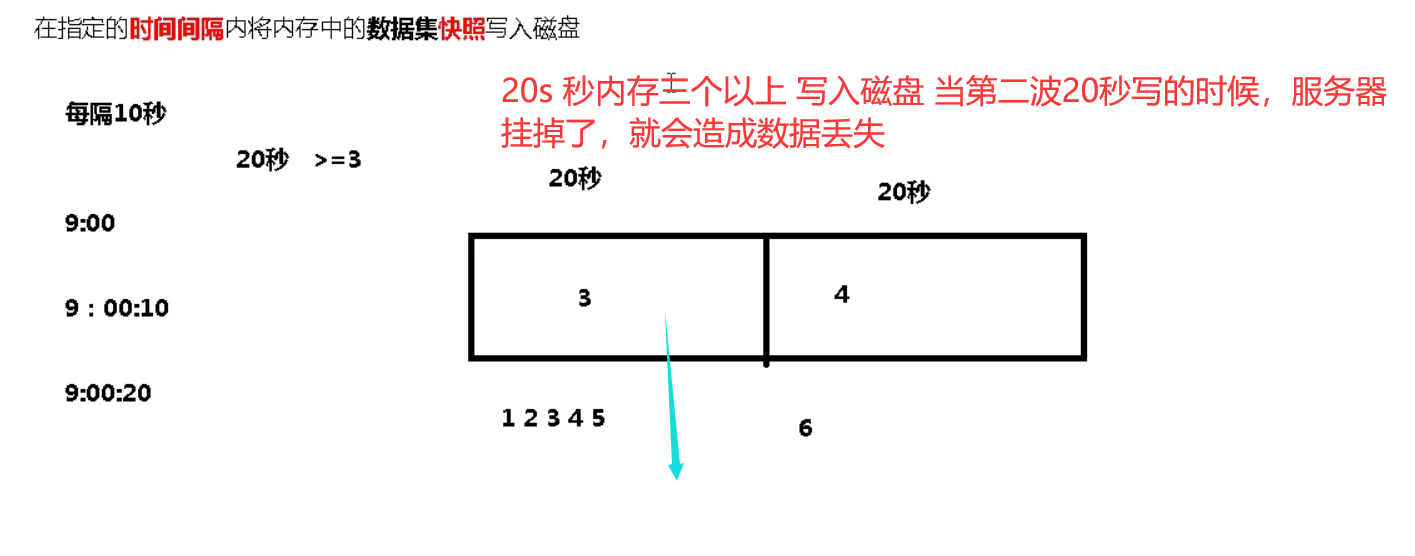 在指定的时间间隔内将内存中的数据集快照写入磁盘
20s 秒内存三个以上 写入磁盘 当第二波20秒写的时候，服务器
挂掉了，就会造成数据丢失
每隔10秒
20秒 >=3
20秒
20秒
9:00
3
4
9：00:10
9:00:20
1 2 3 4 5
6